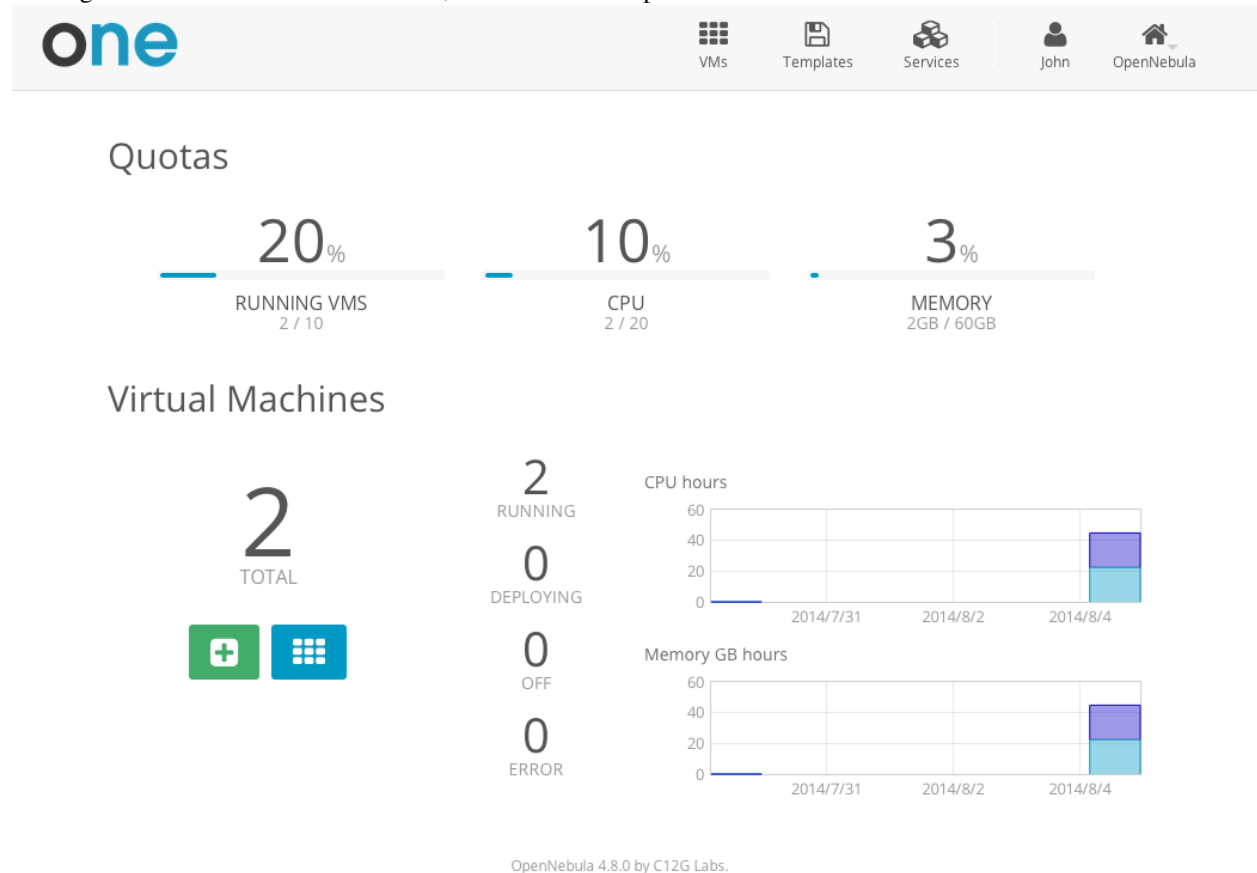 one
VMs
Templates
Services
John
OpenNebula
Quotas
20%
10%
3%
RUNNING VMS
CPU
MEMORY
2 / 10
2 / 20
2GB / 60GB
Virtual Machines
2
TOTAL
2
RUNNING
0
DEPLOYING
0
OFF
0
ERROR
CPU hours
60
40
20
0
2014/7/31
2014/8/2
2014/8/4
Memory GB hours
60
40
20
0
2014/7/31
2014/8/2
2014/8/4
OpenNebula 4.8.0 by C12G Labs.